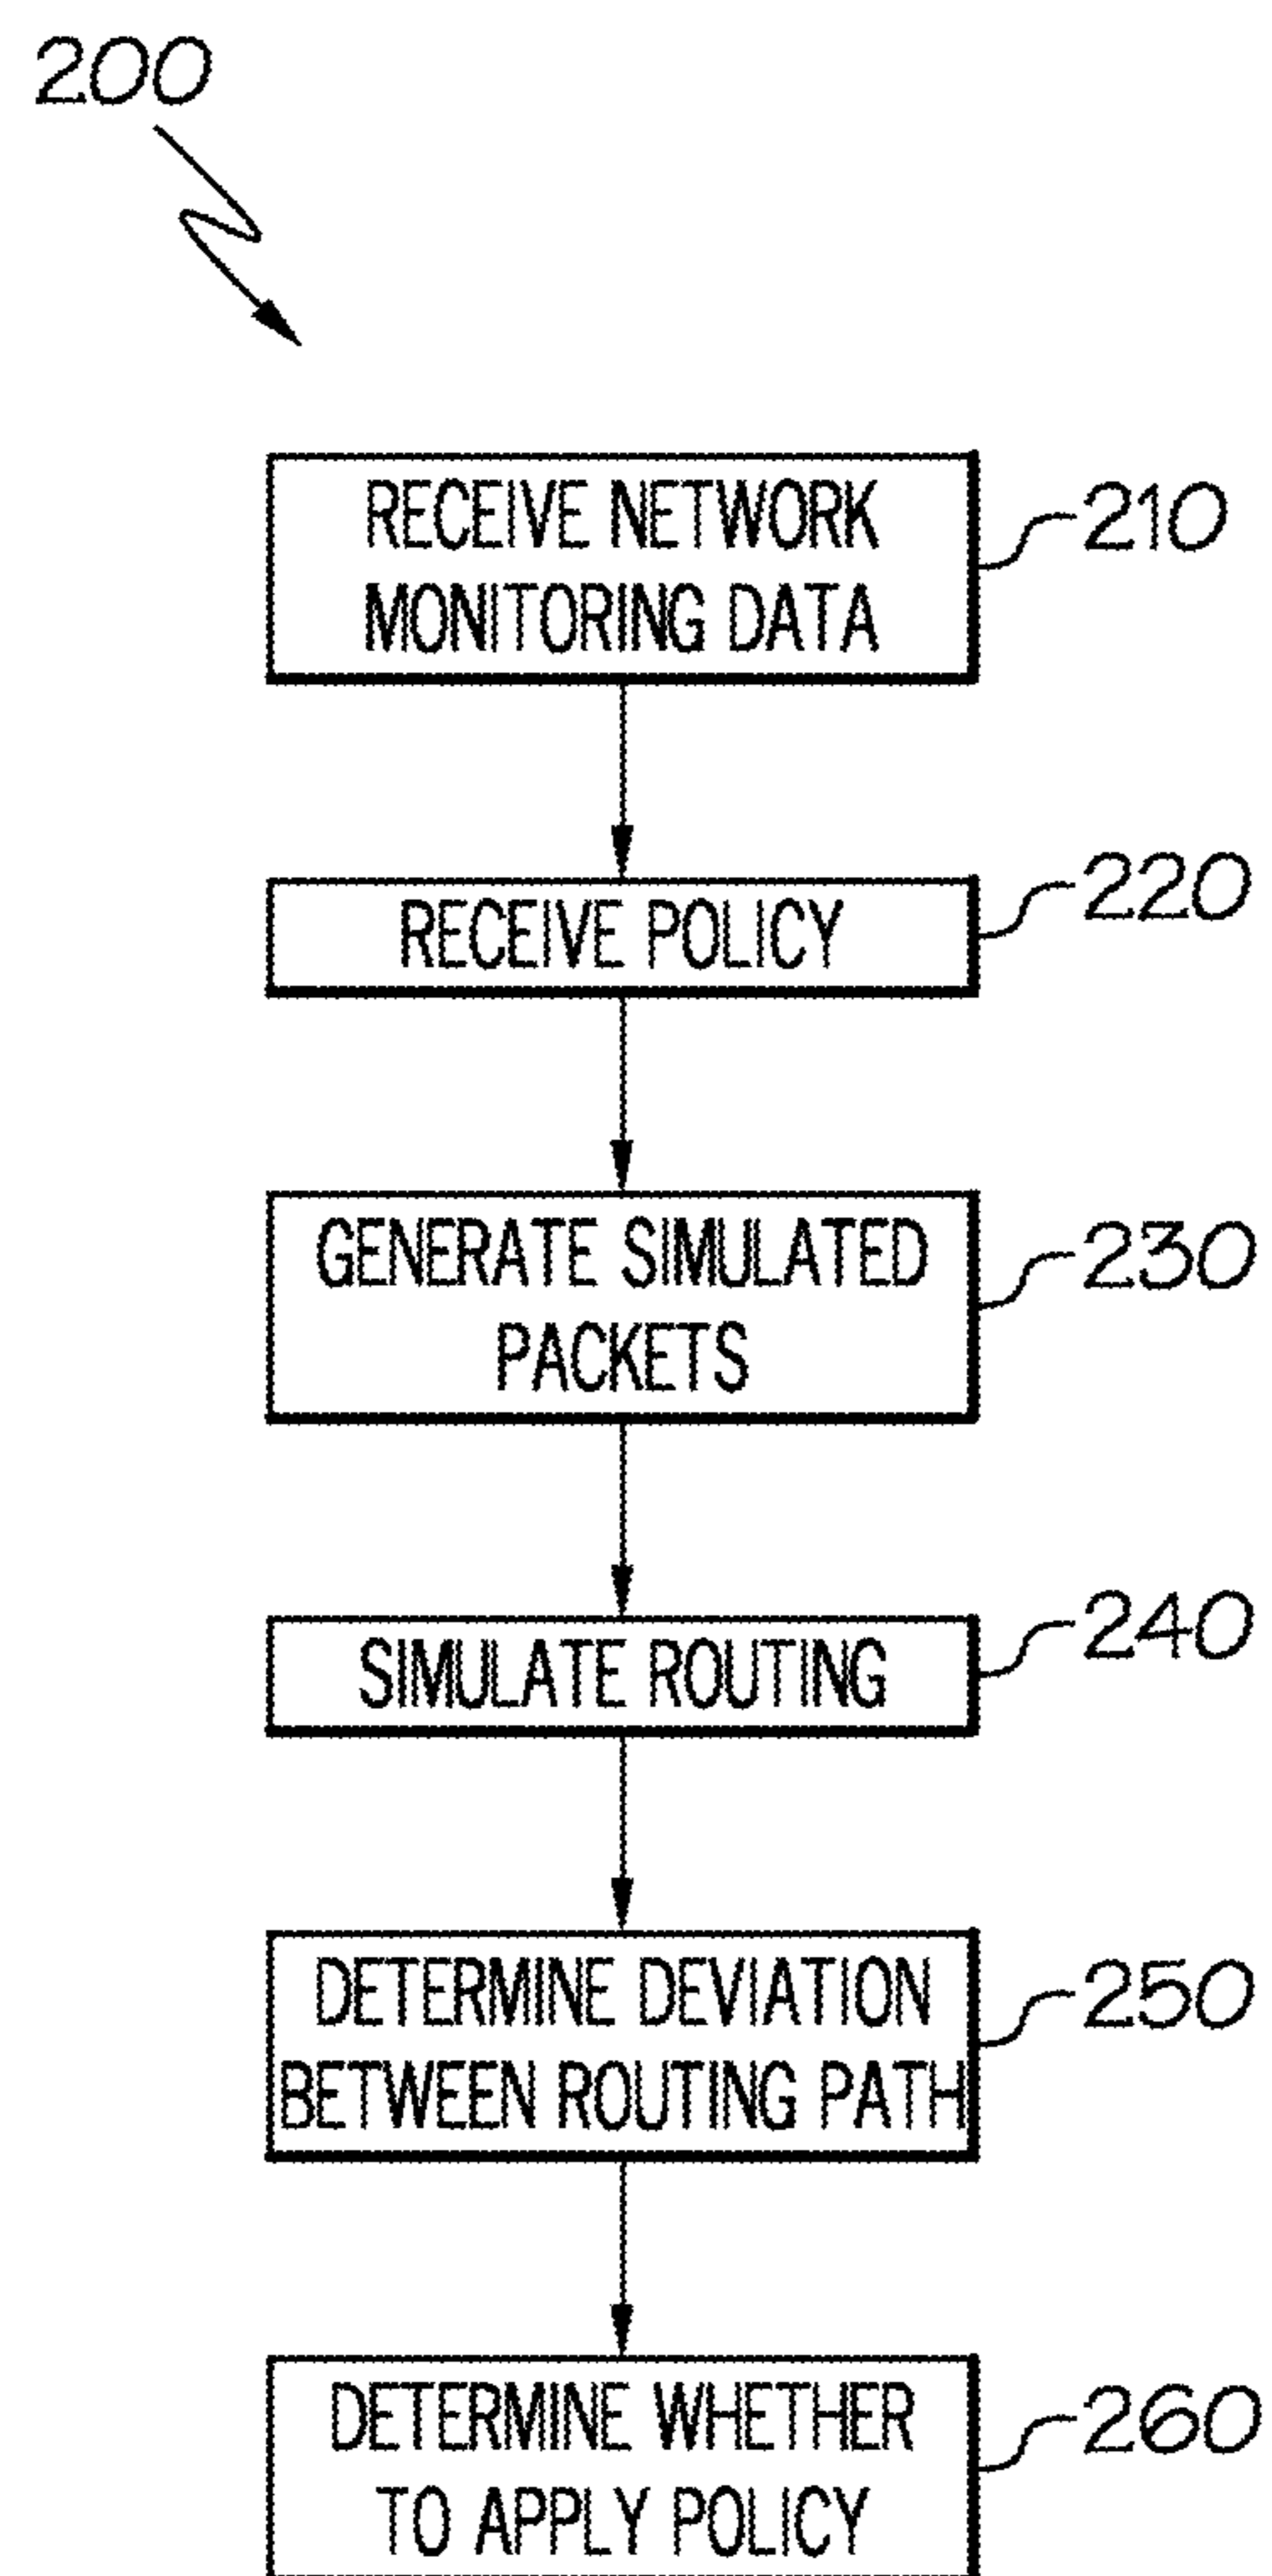 200
RECEIVE NETWORK
MONITORING DATA
210
RECEIVE POLICY
220
GENERATE SIMULATED
PACKETS
230
SIMULATE ROUTING
240
DETERMINE DEVIATION
BETWEEN ROUTING PATH
250
DETERMINE WHETHER
TO APPLY POLICY
260